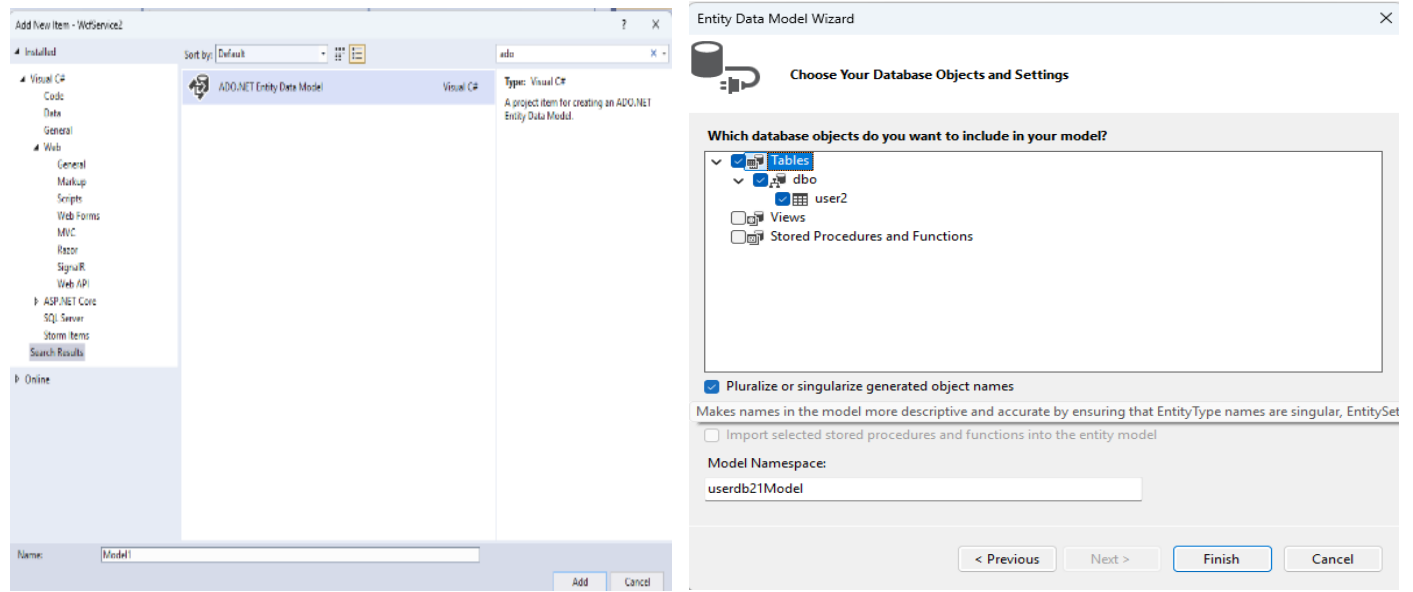 Add New Item - WcfService2
? X
Installed
Sort by: Default
ado
Visual C#
Code
Data
General
Web
General
Markup
Scripts
Web Forms
MVC
Razor
SignalR
Web API
ASP.NET Core
SQL Server
Storm Items
Search Results
Online
ADO.NET Entity Data Model Visual C#
Type: Visual C#
A project item for creating an ADO.NET
Entity Data Model.
Name: Model1
Add Cancel
Entity Data Model Wizard
Choose Your Database Objects and Settings
Which database objects do you want to include in your model?
Tables
dbo
user2
Views
Stored Procedures and Functions
Pluralize or singularize generated object names
Makes names in the model more descriptive and accurate by ensuring that EntityType names are singular, EntitySet
Import selected stored procedures and functions into the entity model
Model Namespace:
userdb21Model
< Previous Next > Finish Cancel